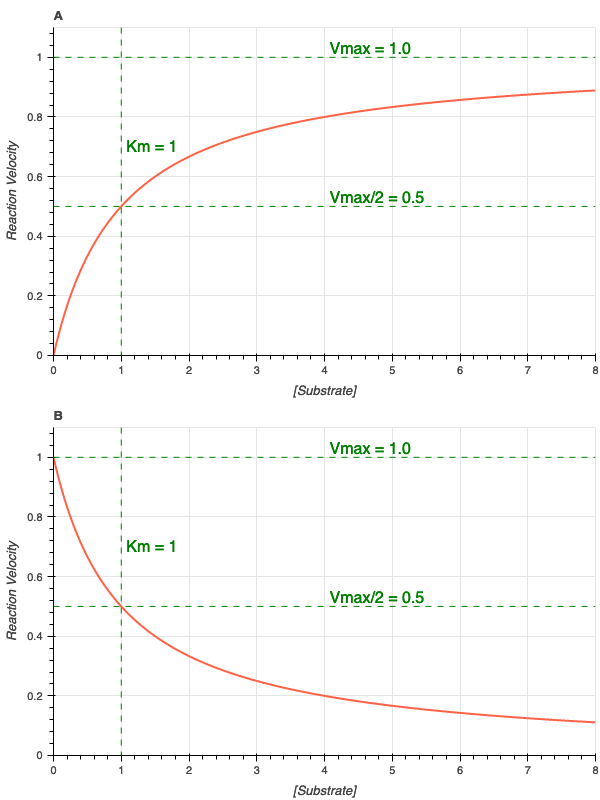 A
Vmax = 1.0
1
0.8
Km = 1
0.6
Vmax/2 = 0.5
0.4
0.2
0
Reaction Velocity
0 1 2 3 4 5 6 7 8
[Substrate]
B
Vmax = 1.0
1
0.8
Km = 1
0.6
Vmax/2 = 0.5
0.4
0.2
0
Reaction Velocity
0 1 2 3 4 5 6 7 8
[Substrate]